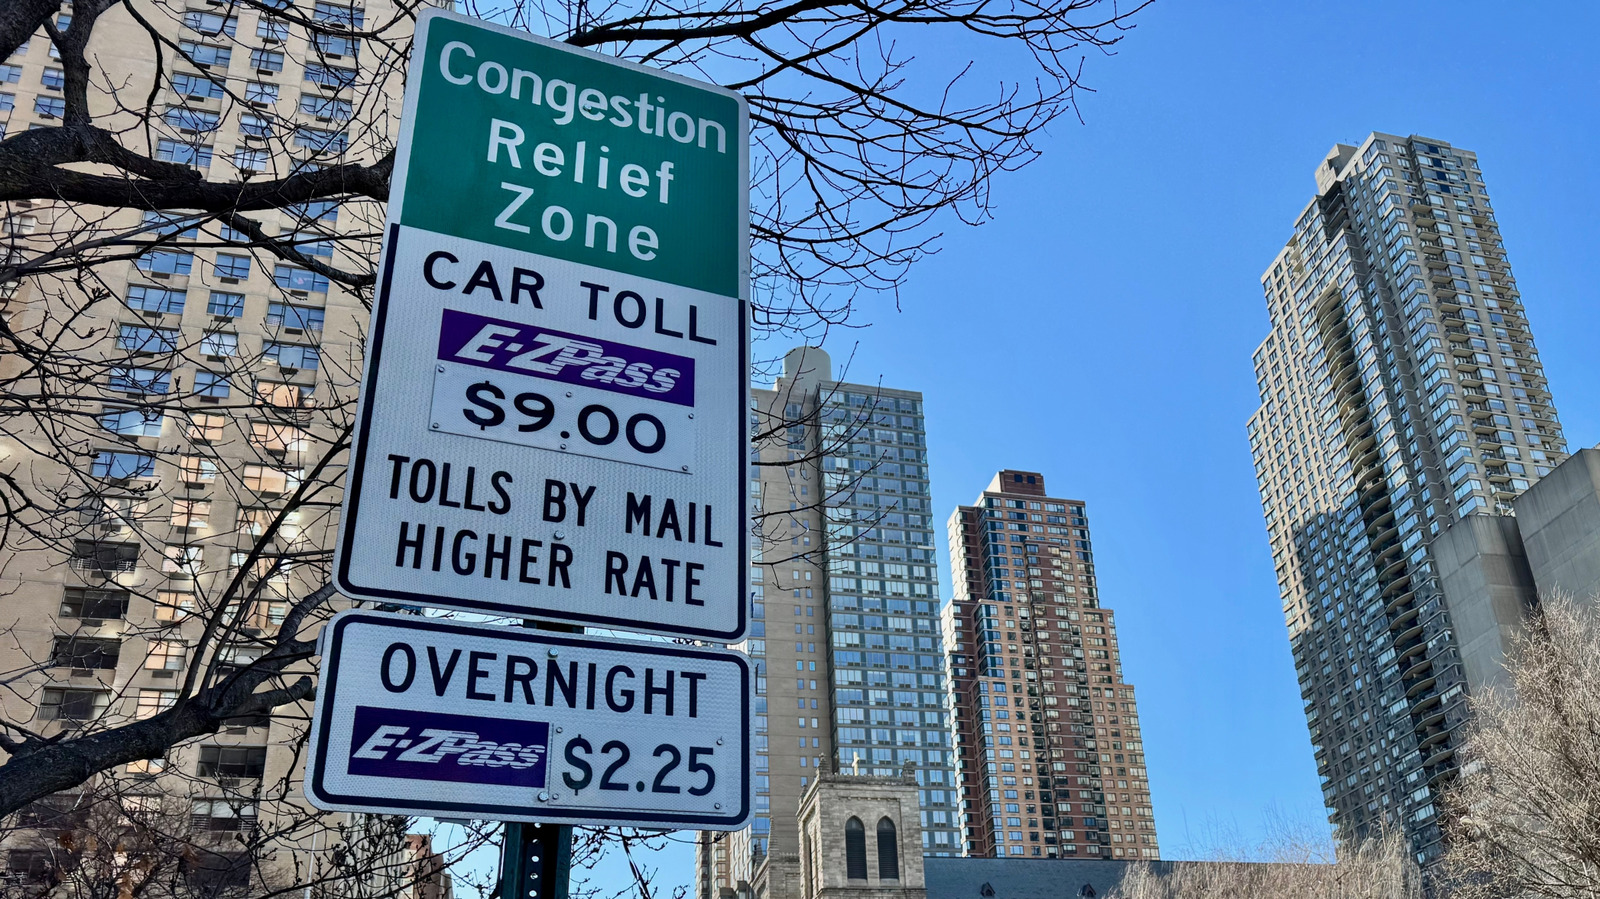 Congestion
Relief
Zone
CAR TOLL
E-ZPass
$9.00
TOLLS BY MAIL
HIGHER RATE
OVERNIGHT
E-ZPass $2.25